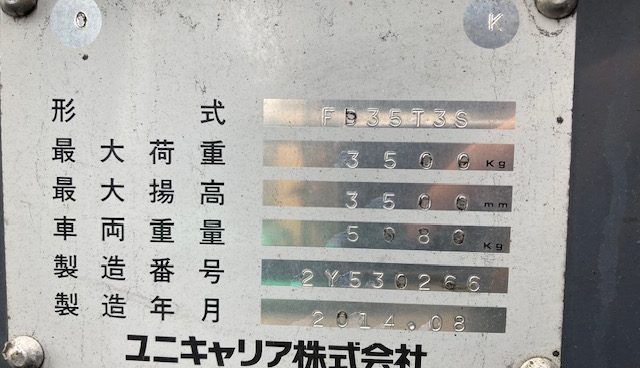 O K
形式 FD35T3S
最大荷重 3500 Kg
最大揚高 3500 mm
車両重量 5080 Kg
製造番号 2Y530266
製造年月 2014.08
ユニキャリア株式会社